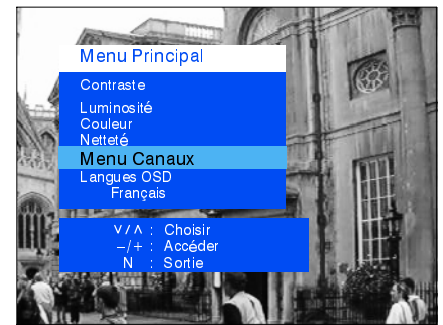 Menu Principal
Contraste
Luminosité
Couleur
Netteté
Menu Canaux
Langues OSD
Français
∨/∧ : Choisir
–/+ : Accéder
N : Sortie